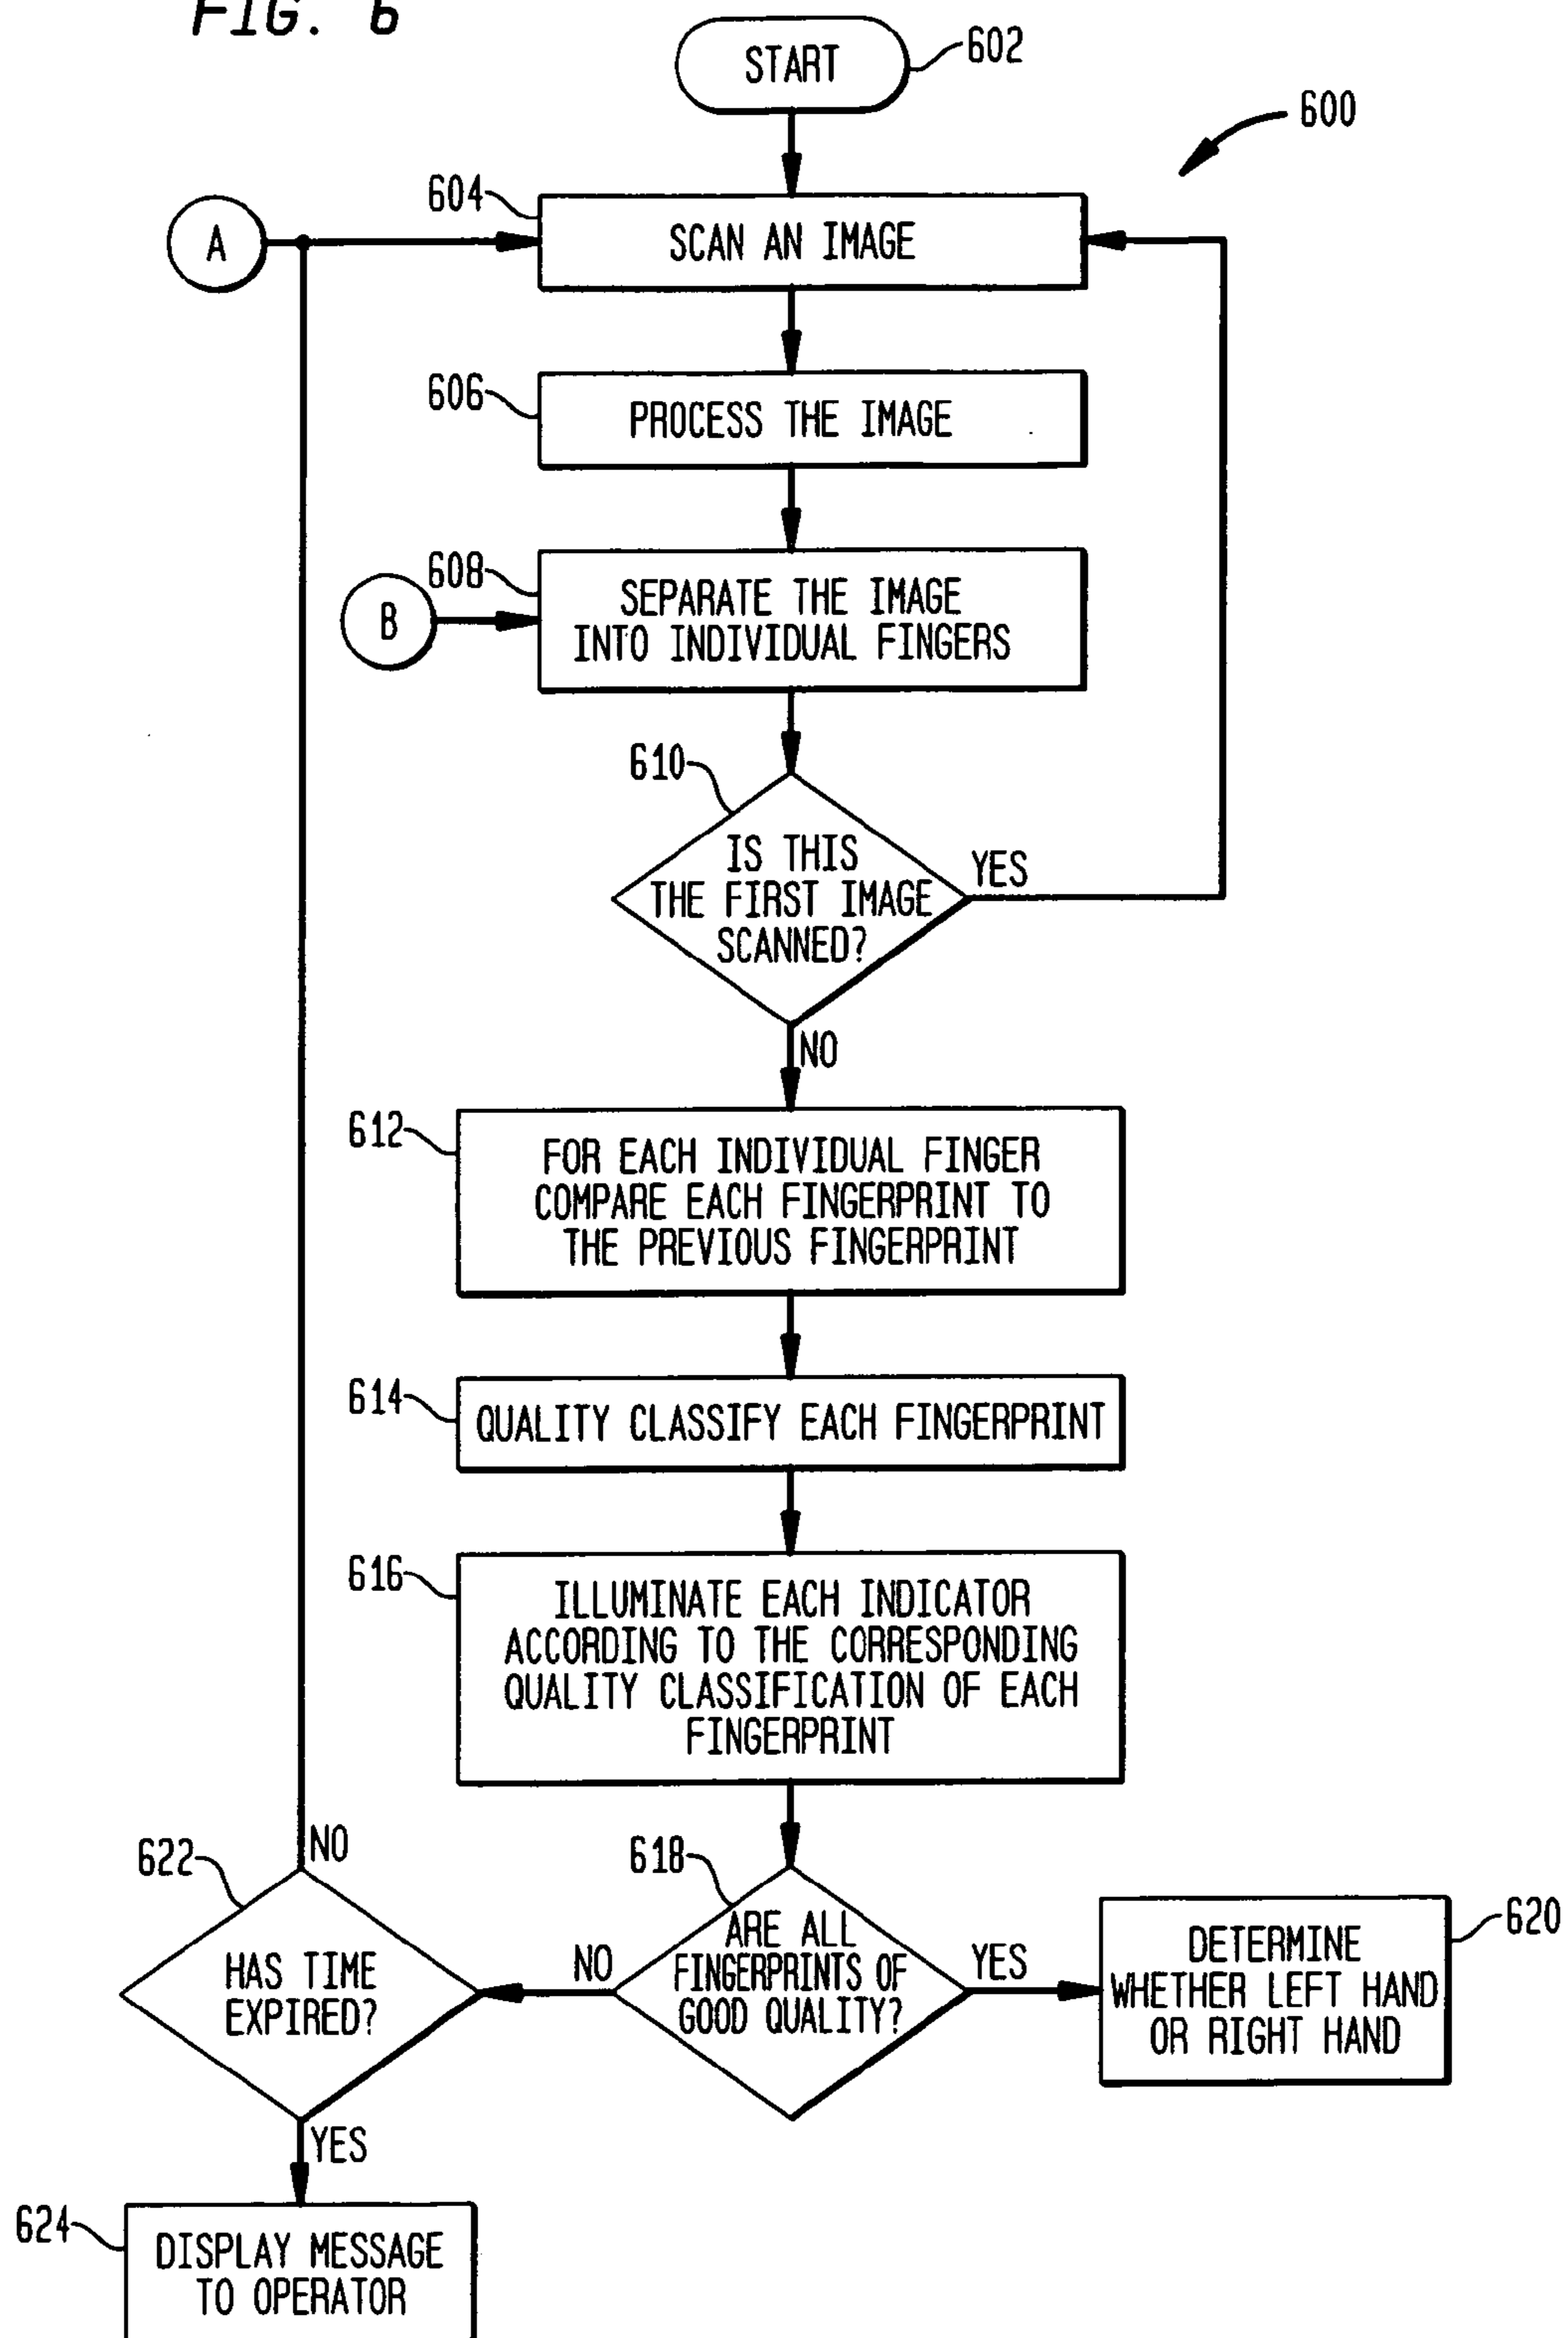 FIG. 6
START
602
600
604
A
SCAN AN IMAGE
606
PROCESS THE IMAGE
608
B
SEPARATE THE IMAGE
INTO INDIVIDUAL FINGERS
610
IS THIS
THE FIRST IMAGE
SCANNED?
YES
NO
612
FOR EACH INDIVIDUAL FINGER
COMPARE EACH FINGERPRINT TO
THE PREVIOUS FINGERPRINT
614
QUALITY CLASSIFY EACH FINGERPRINT
616
ILLUMINATE EACH INDICATOR
ACCORDING TO THE CORRESPONDING
QUALITY CLASSIFICATION OF EACH
FINGERPRINT
622
NO
HAS TIME
EXPIRED?
NO
618
ARE ALL
FINGERPRINTS OF
GOOD QUALITY?
YES
620
DETERMINE
WHETHER LEFT HAND
OR RIGHT HAND
YES
624
DISPLAY MESSAGE
TO OPERATOR